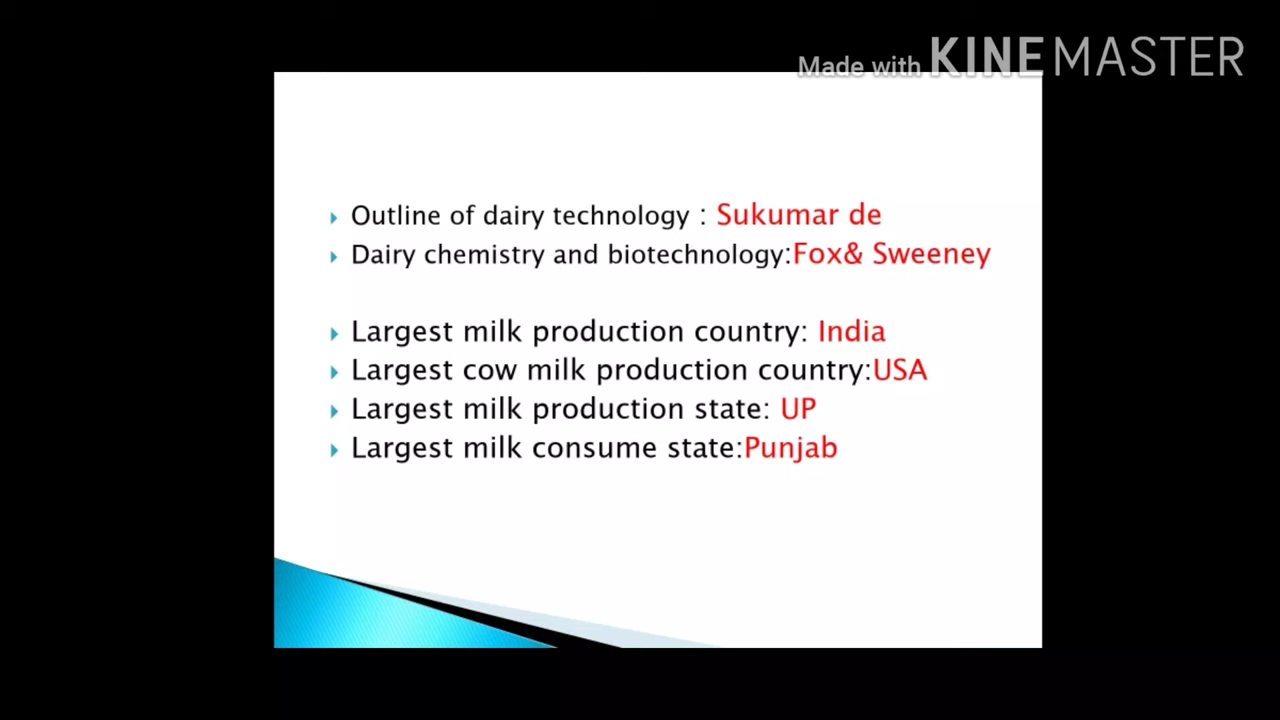 Made with KINEMASTER
Outline of dairy technology : Sukumar de
Dairy chemistry and biotechnology:Fox& Sweeney
Largest milk production country: India
Largest cow milk production country:USA
Largest milk production state: UP
Largest milk consume state:Punjab